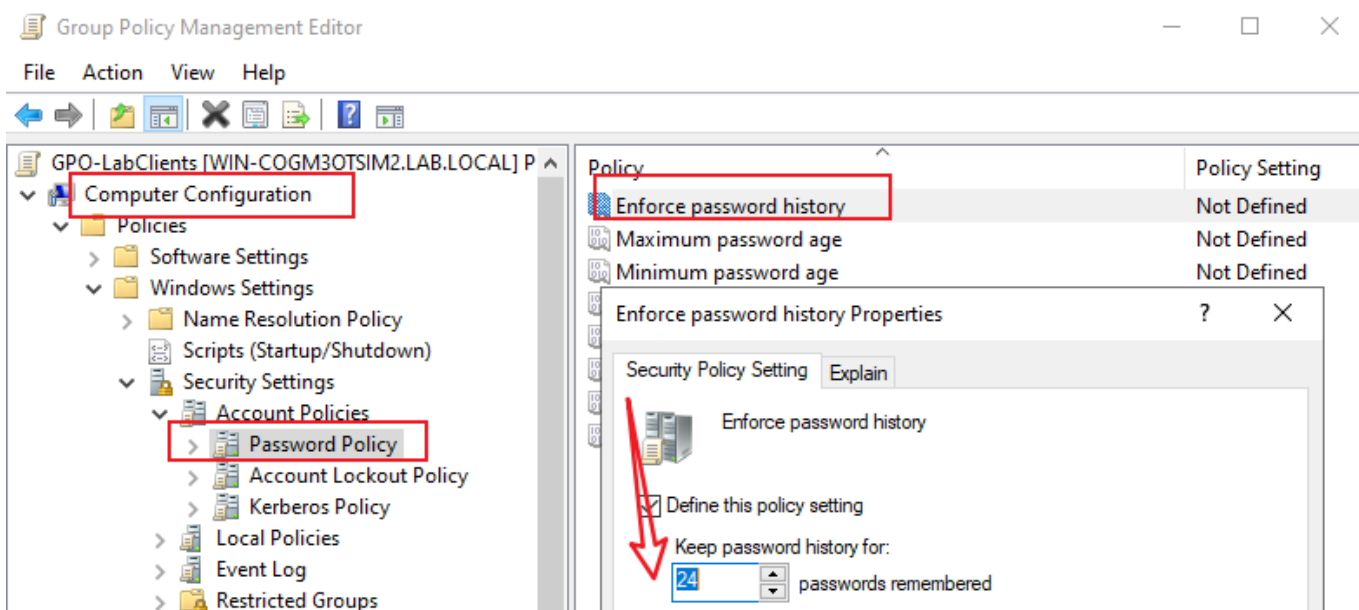 Group Policy Management Editor
File Action View Help
GPO-LabClients [WIN-COGM3OTSIM2.LAB.LOCAL] P
Computer Configuration
Policies
Software Settings
Windows Settings
Name Resolution Policy
Scripts (Startup/Shutdown)
Security Settings
Account Policies
Password Policy
Account Lockout Policy
Kerberos Policy
Local Policies
Event Log
Restricted Groups
Policy Policy Setting
Enforce password history Not Defined
Maximum password age Not Defined
Minimum password age Not Defined
Enforce password history Properties ?
Security Policy Setting Explain
Enforce password history
Define this policy setting
Keep password history for:
24 passwords remembered